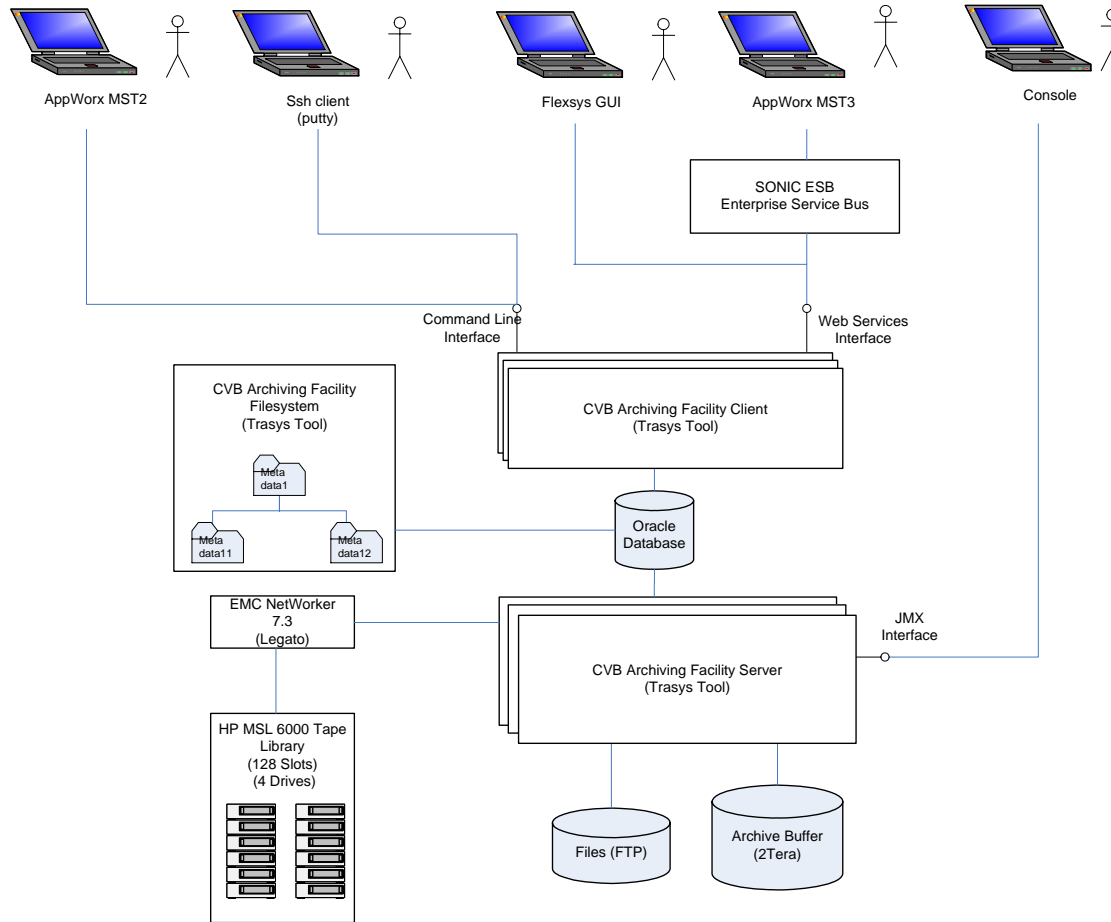 AppWorx MST2
Ssh client
(putty)
Flexsys GUI
AppWorx MST3
Console
SONIC ESB
Enterprise Service Bus
Command Line
Interface
Web Services
Interface
CVB Archiving Facility
Filesystem
(Trasys Tool)
Meta
data1
Meta
data11
Meta
data12
CVB Archiving Facility Client
(Trasys Tool)
Oracle
Database
EMC NetWorker
7.3
(Legato)
JMX
Interface
CVB Archiving Facility Server
(Trasys Tool)
HP MSL 6000 Tape
Library
(128 Slots)
(4 Drives)
Files (FTP)
Archive Buffer
(2Tera)